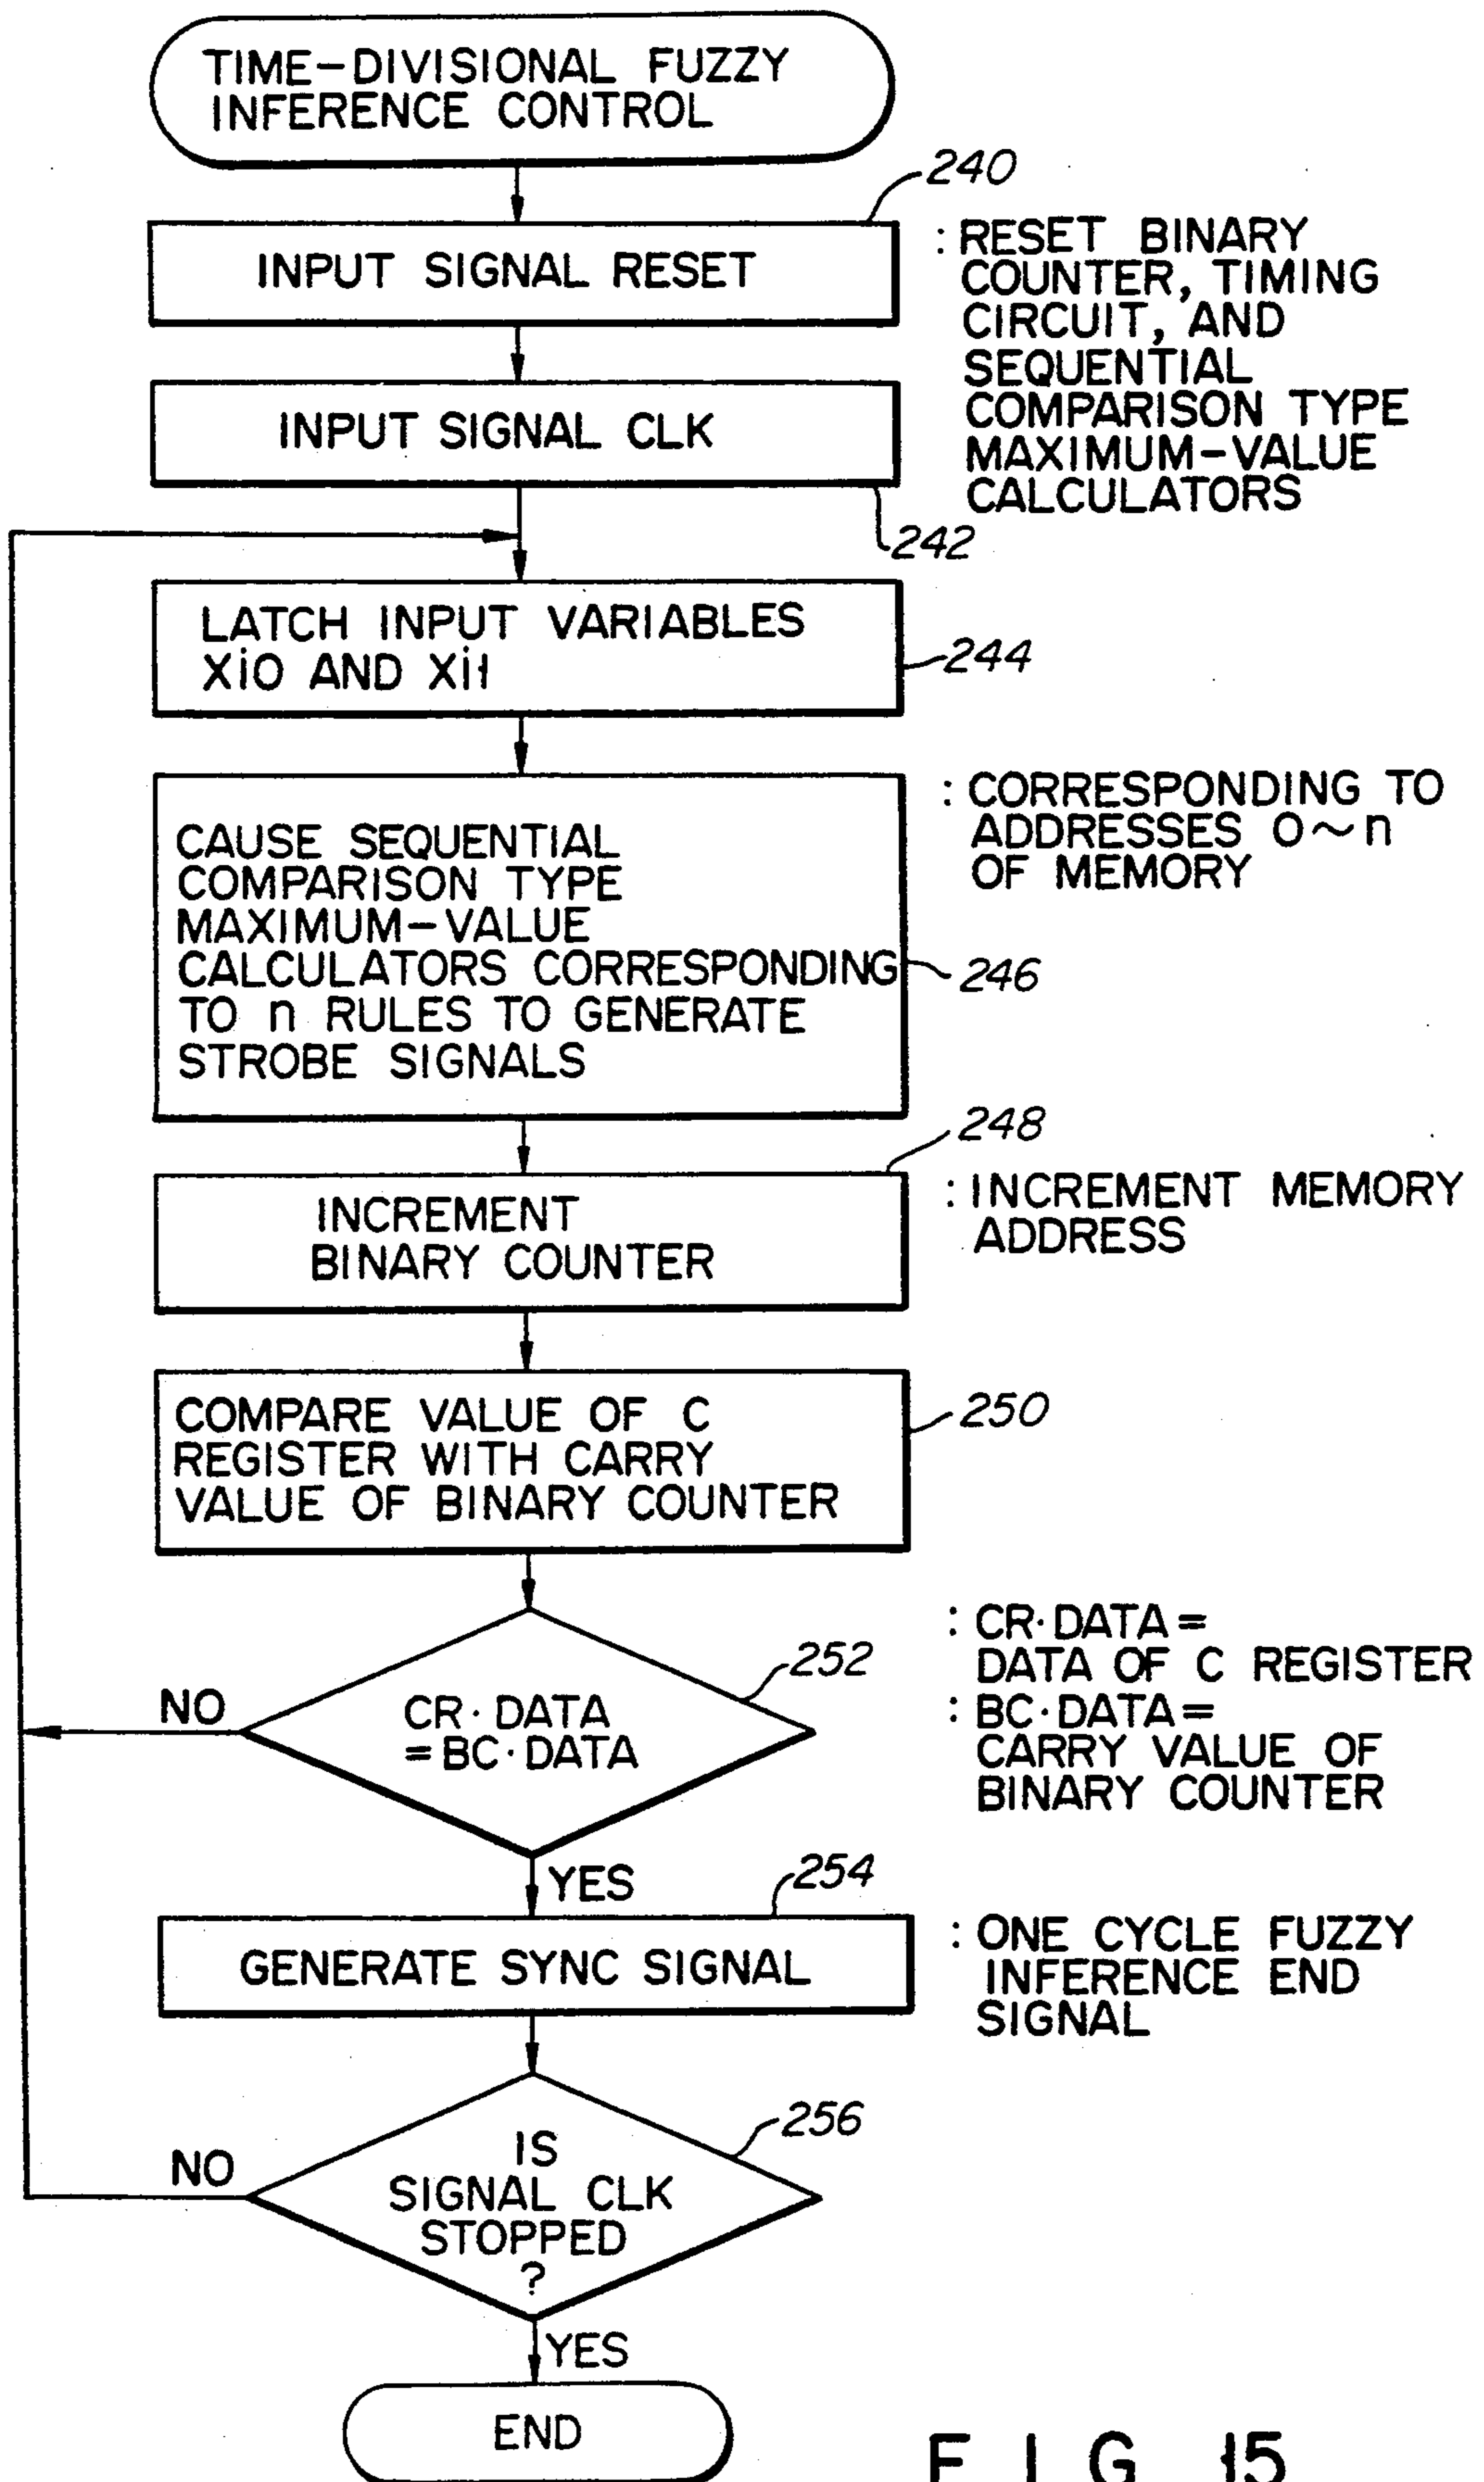 TIME-DIVISIONAL FUZZY
INFERENCE CONTROL
240
INPUT SIGNAL RESET
: RESET BINARY
COUNTER, TIMING
CIRCUIT, AND
SEQUENTIAL
COMPARISON TYPE
MAXIMUM-VALUE
CALCULATORS
INPUT SIGNAL CLK
242
LATCH INPUT VARIABLES
Xi0 AND Xi1
244
CAUSE SEQUENTIAL
COMPARISON TYPE
MAXIMUM-VALUE
CALCULATORS CORRESPONDING
TO n RULES TO GENERATE
STROBE SIGNALS
: CORRESPONDING TO
ADDRESSES 0~n
OF MEMORY
246
248
INCREMENT
BINARY COUNTER
: INCREMENT MEMORY
ADDRESS
COMPARE VALUE OF C
REGISTER WITH CARRY
VALUE OF BINARY COUNTER
250
252
CR·DATA
=BC·DATA
NO
: CR·DATA=
DATA OF C REGISTER
: BC·DATA=
CARRY VALUE OF
BINARY COUNTER
YES
254
GENERATE SYNC SIGNAL
: ONE CYCLE FUZZY
INFERENCE END
SIGNAL
256
IS
SIGNAL CLK
STOPPED
?
NO
YES
END
FIG. 15